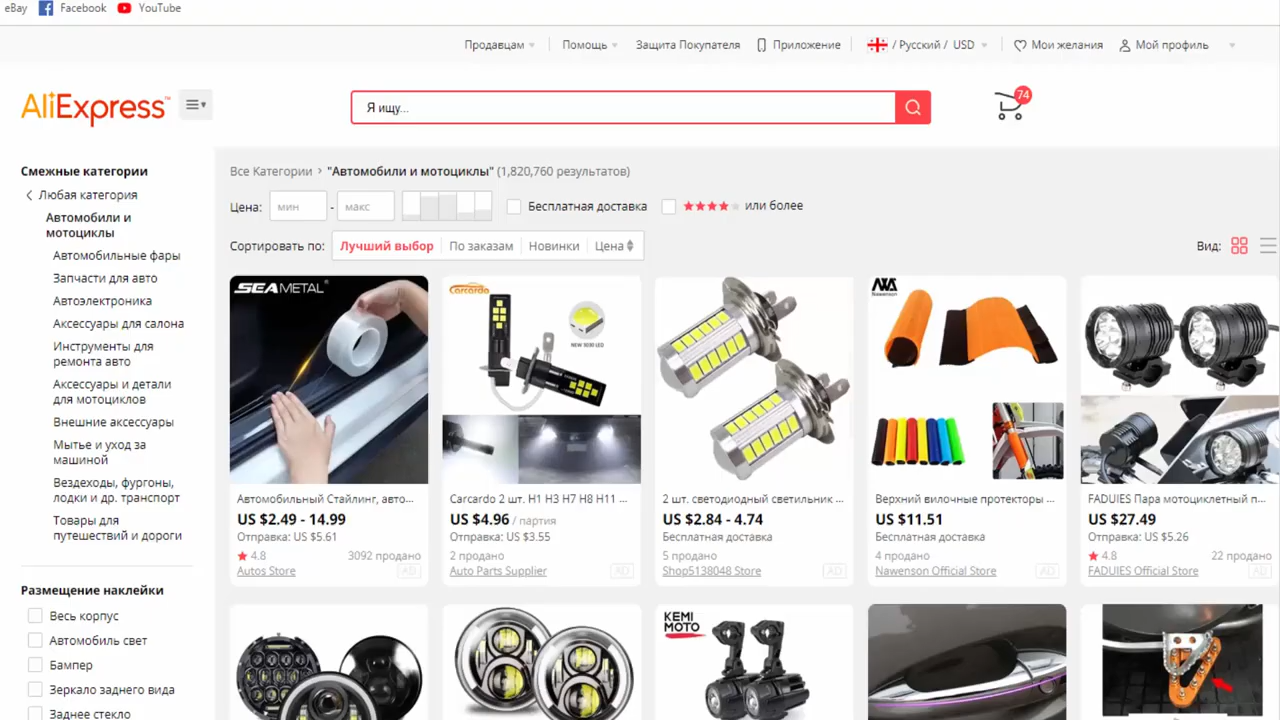 eBay Facebook YouTube
Продавцам Помощь Защита Покупателя Приложение / Русский / USD Мои желания Мой профиль
AliExpress™
Я ищу...
74
Смежные категории
Любая категория
Автомобили и
мотоциклы
Автомобильные фары
Запчасти для авто
Автоэлектроника
Аксессуары для салона
Инструменты для
ремонта авто
Аксессуары и детали
для мотоциклов
Внешние аксессуары
Мытье и уход за
машиной
Вездеходы, фургоны,
лодки и др. транспорт
Товары для
путешествий и дороги
Размещение наклейки
Весь корпус
Автомобиль свет
Бампер
Зеркало заднего вида
Заднее стекло
Все Категории > "Автомобили и мотоциклы" (1,820,760 результатов)
Цена: мин - макс Бесплатная доставка или более
Сортировать по: Лучший выбор По заказам Новинки Цена
Вид:
SEAMETAL
Автомобильный Стайлинг, авто...
US $2.49 - 14.99
Отправка: US $5.61
4.8 3092 продано
Autos Store AD
Carcardo
NEW 3030 LED
Carcardo 2 шт. H1 H3 H7 H8 H11 ...
US $4.96 / партия
Отправка: US $3.55
2 продано
Auto Parts Supplier AD
2 шт. светодиодный светильник ...
US $2.84 - 4.74
Бесплатная доставка
5 продано
Shop5138048 Store AD
Nawenson
Верхний вилочные протекторы ...
US $11.51
Бесплатная доставка
4 продано
Nawenson Official Store AD
FADUIES Пара мотоциклетный п...
US $27.49
Отправка: US $5.26
4.8 22 продано
FADUIES Official Store AD
KEMI
MOTO